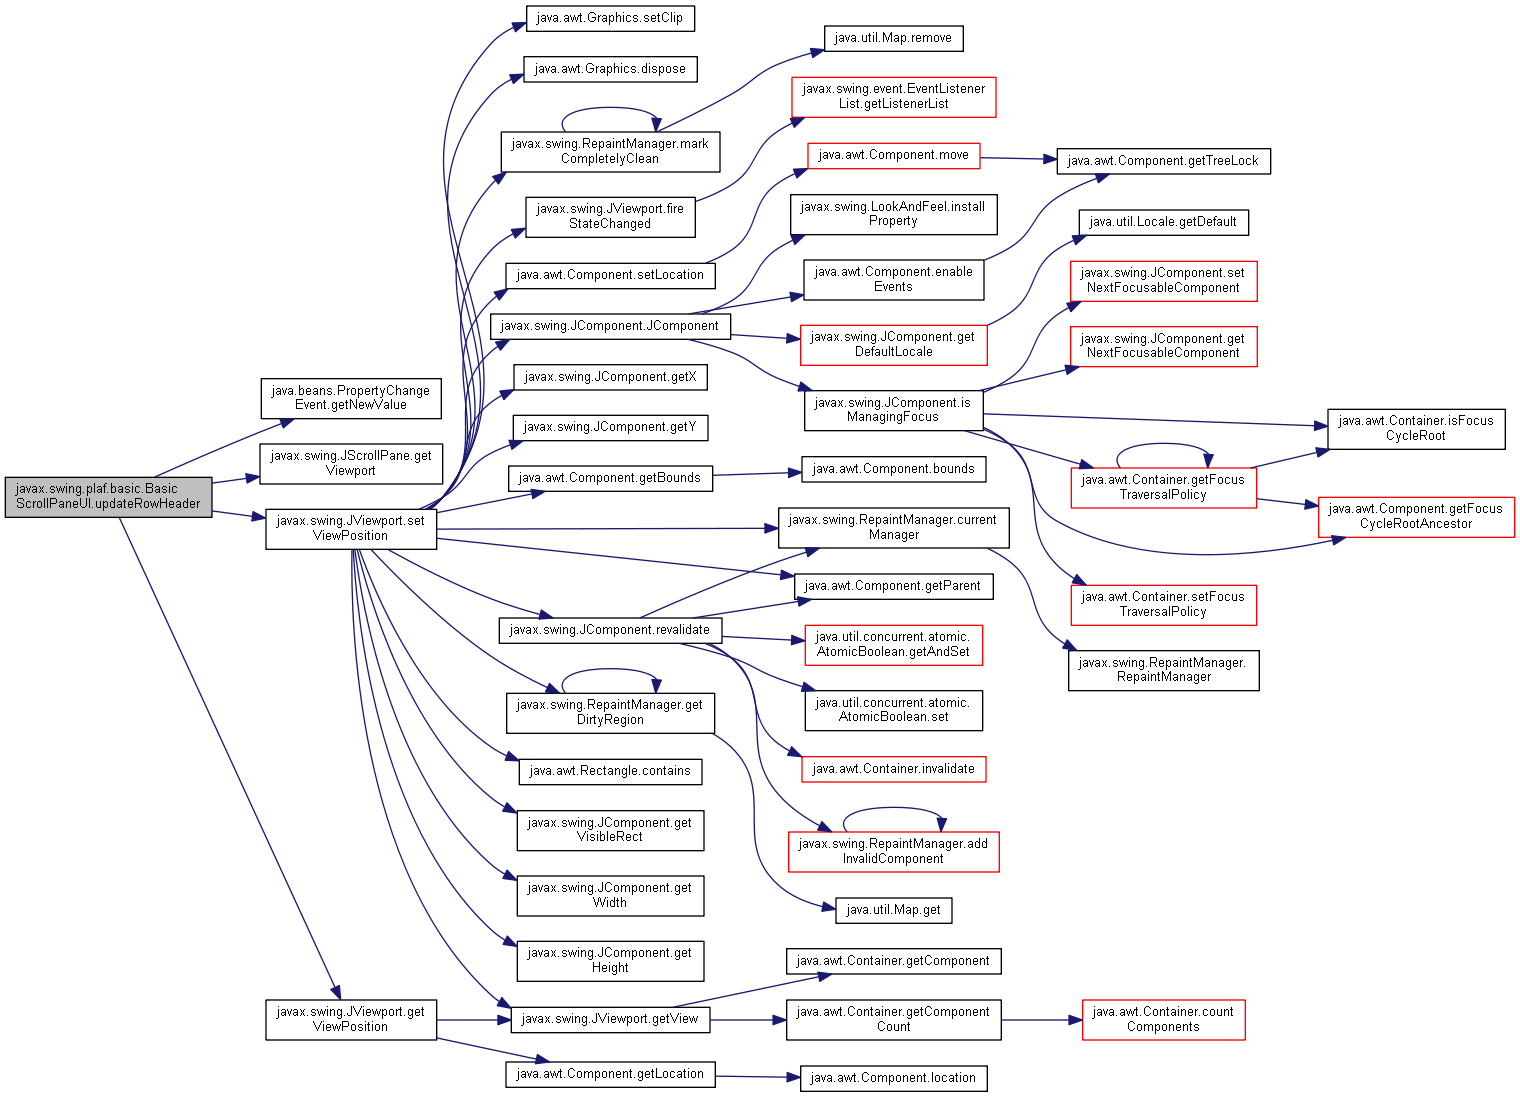 java.awt.Graphics.setClip
java.awt.Graphics.dispose
java.util.Map.remove
javax.swing.event.EventListener
List.getListenerList
javax.swing.RepaintManager.mark
CompletelyClean
java.awt.Component.move
java.awt.Component.getTreeLock
javax.swing.JViewport.fire
StateChanged
javax.swing.LookAndFeel.install
Property
java.util.Locale.getDefault
java.awt.Component.setLocation
java.awt.Component.enable
Events
javax.swing.JComponent.set
NextFocusableComponent
javax.swing.JComponent.JComponent
javax.swing.JComponent.get
DefaultLocale
javax.swing.JComponent.get
NextFocusableComponent
javax.swing.JComponent.getX
java.beans.PropertyChange
Event.getNewValue
javax.swing.JComponent.is
ManagingFocus
javax.swing.JComponent.getY
java.awt.Container.isFocus
CycleRoot
javax.swing.JScrollPane.get
Viewport
java.awt.Component.getBounds
java.awt.Component.bounds
java.awt.Container.getFocus
TraversalPolicy
javax.swing.plaf.basic.Basic
ScrollPaneUI.updateRowHeader
javax.swing.JViewport.set
ViewPosition
javax.swing.RepaintManager.current
Manager
java.awt.Component.getFocus
CycleRootAncestor
java.awt.Component.getParent
java.awt.Container.setFocus
TraversalPolicy
javax.swing.JComponent.revalidate
java.util.concurrent.atomic.
AtomicBoolean.getAndSet
javax.swing.RepaintManager.
RepaintManager
javax.swing.RepaintManager.get
DirtyRegion
java.util.concurrent.atomic.
AtomicBoolean.set
java.awt.Rectangle.contains
java.awt.Container.invalidate
javax.swing.JComponent.get
VisibleRect
javax.swing.RepaintManager.add
InvalidComponent
javax.swing.JComponent.get
Width
java.util.Map.get
javax.swing.JComponent.get
Height
java.awt.Container.getComponent
javax.swing.JViewport.get
ViewPosition
javax.swing.JViewport.getView
java.awt.Container.getComponent
Count
java.awt.Container.count
Components
java.awt.Component.getLocation
java.awt.Component.location